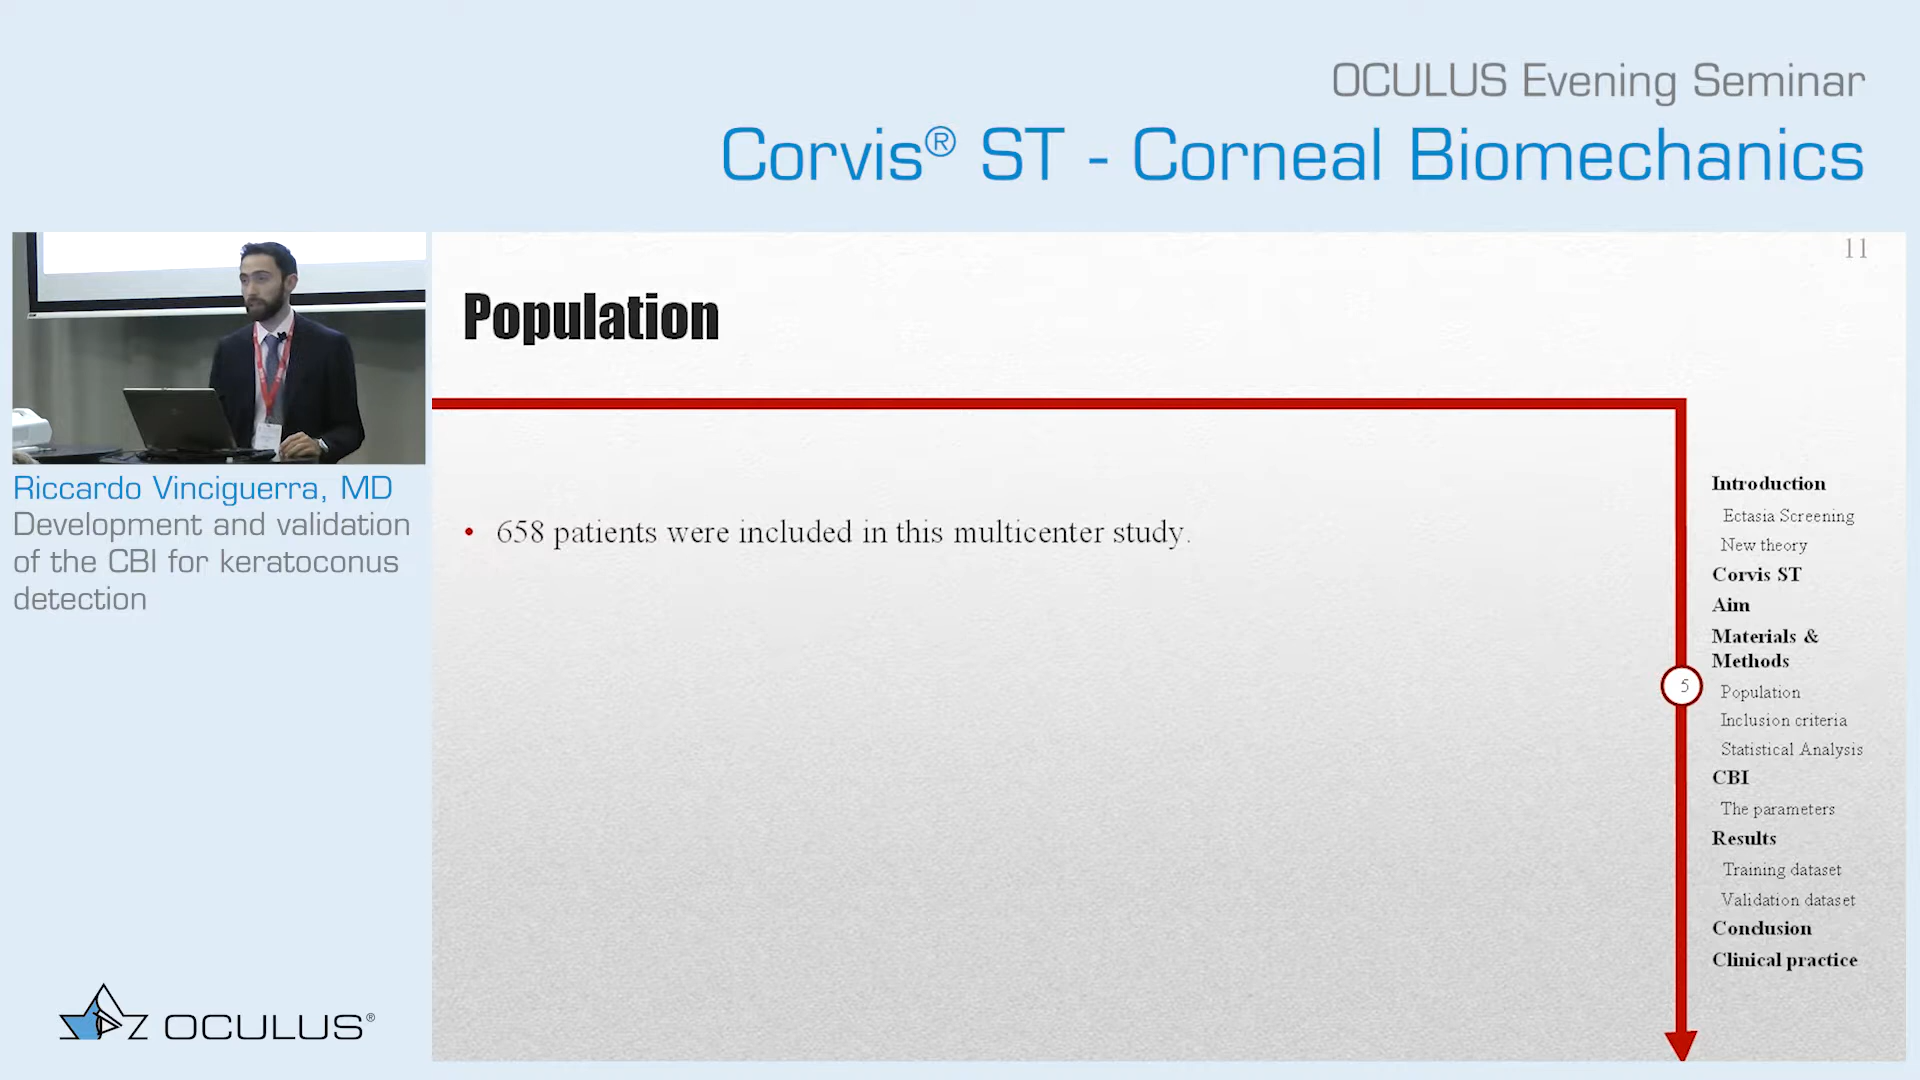 OCULUS Evening Seminar
Corvis® ST - Corneal Biomechanics
Riccardo Vinciguerra, MD
Development and validation
of the CBI for keratoconus
detection
OCULUS®
11
Population
• 658 patients were included in this multicenter study.
5
Introduction
Ectasia Screening
New theory
Corvis ST
Aim
Materials &
Methods
Population
Inclusion criteria
Statistical Analysis
CBI
The parameters
Results
Training dataset
Validation dataset
Conclusion
Clinical practice